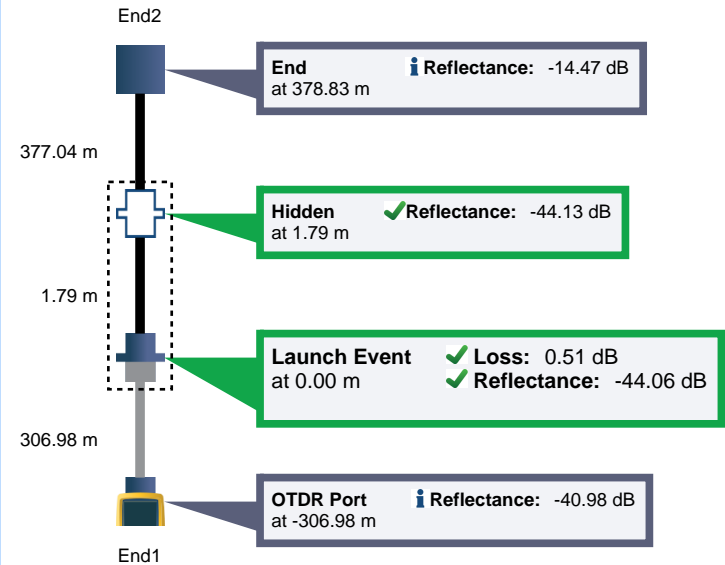 End2
End
at 378.83 m
i Reflectance: -14.47 dB
377.04 m
Hidden
at 1.79 m
Reflectance: -44.13 dB
1.79 m
Launch Event
at 0.00 m
Loss: 0.51 dB
Reflectance: -44.06 dB
306.98 m
OTDR Port
at -306.98 m
i Reflectance: -40.98 dB
End1